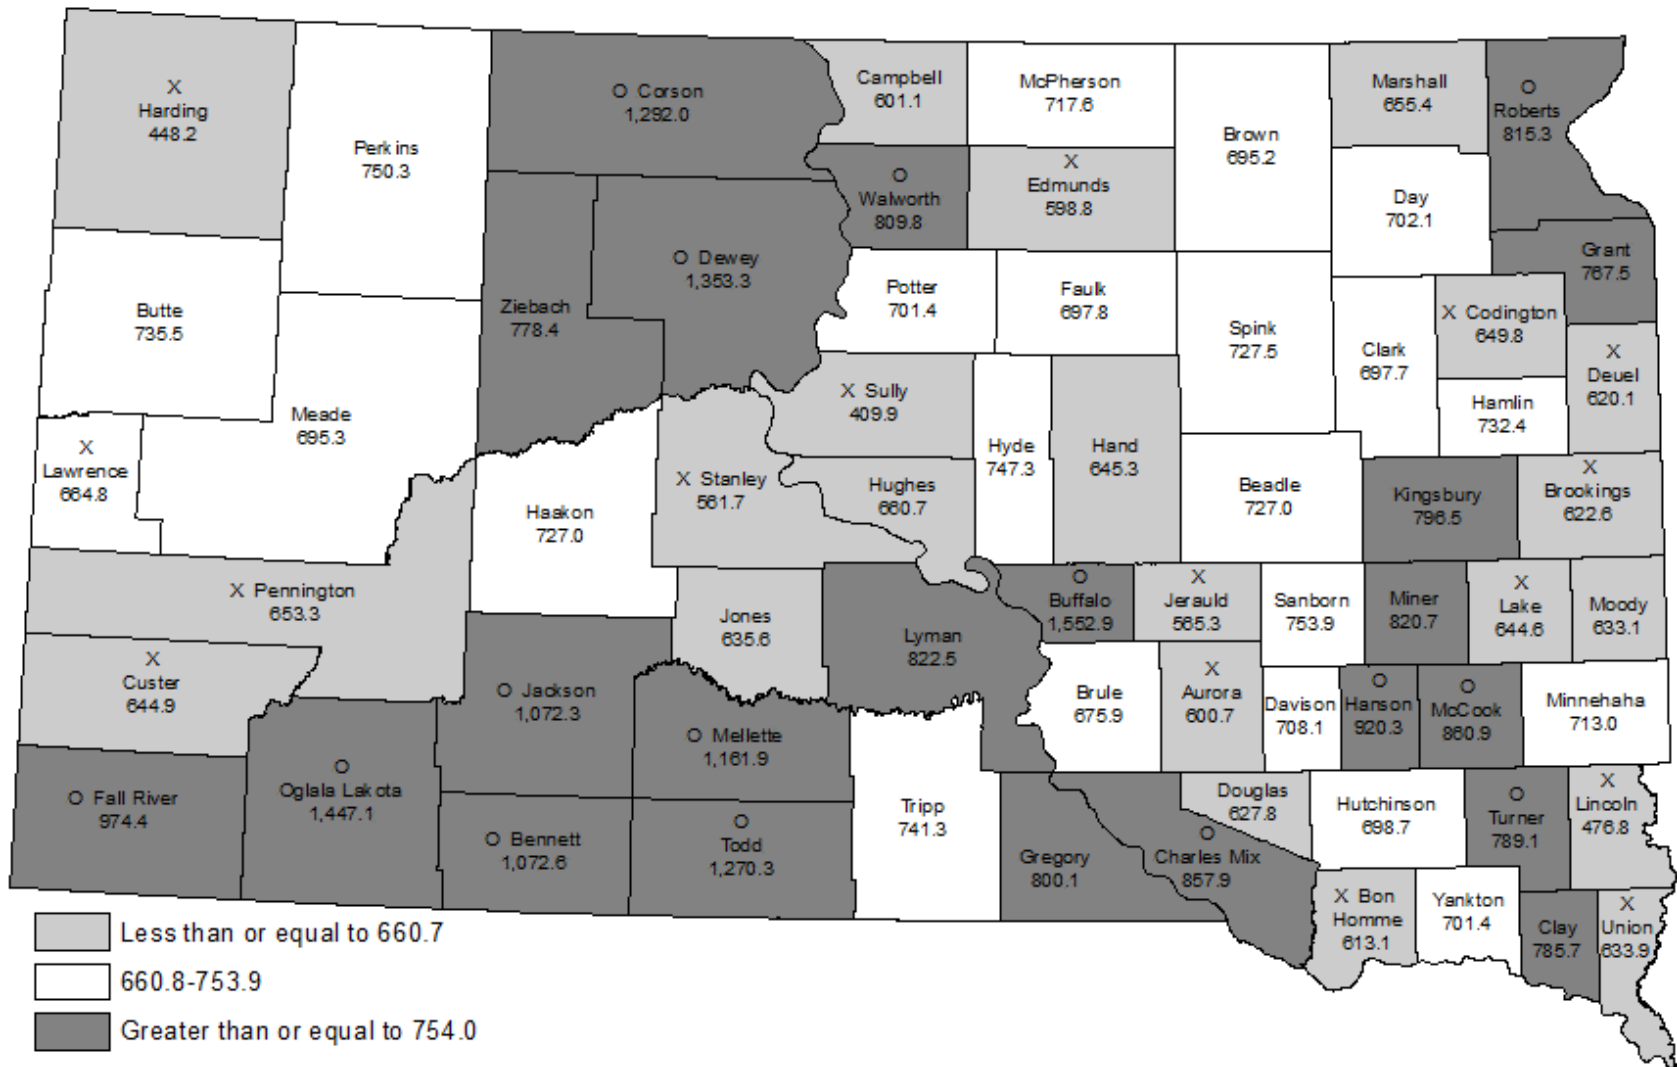 X
Harding
448.2
Perkins
750.3
O Corson
1,292.0
Campbell
601.1
McPherson
717.6
Brown
695.2
Marshall
655.4
O
Roberts
815.3
O
Walworth
809.8
X
Edmunds
598.8
Day
702.1
Grant
767.5
Butte
735.5
Ziebach
778.4
O Dewey
1,353.3
Potter
701.4
Faulk
697.8
Spink
727.5
Clark
697.7
X Codington
649.8
X
Deuel
620.1
Meade
695.3
X Sully
409.9
Hyde
747.3
Hand
645.3
Hamlin
732.4
X
Lawrence
664.8
Haakon
727.0
X Stanley
561.7
Hughes
660.7
Beadle
727.0
Kingsbury
796.5
X
Brookings
622.6
X Pennington
653.3
Jones
635.6
Lyman
822.5
O
Buffalo
1,552.9
X
Jerauld
565.3
Sanborn
753.9
Miner
820.7
X
Lake
644.6
Moody
633.1
X
Custer
644.9
O Jackson
1,072.3
O Mellette
1,161.9
Brule
675.9
X
Aurora
600.7
Davison
708.1
O
Hanson
920.3
O
McCook
860.9
Minnehaha
713.0
O Fall River
974.4
O
Oglala Lakota
1,447.1
O Bennett
1,072.6
O
Todd
1,270.3
Tripp
741.3
Gregory
800.1
O
Charles Mix
857.9
Douglas
627.8
Hutchinson
698.7
O
Turner
789.1
X
Lincoln
476.8
X Bon
Homme
613.1
Yankton
701.4
Clay
785.7
X
Union
633.9
Less than or equal to 660.7
660.8-753.9
Greater than or equal to 754.0